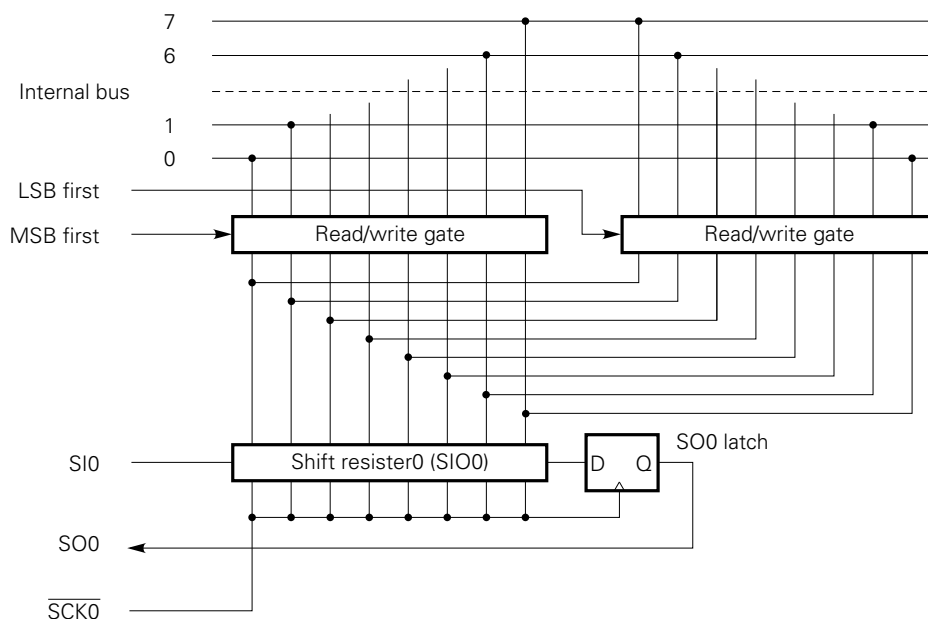 7
6
Internal bus
1
0
LSB first
MSB first
Read/write gate
Read/write gate
SO0 latch
SI0
Shift resister0 (SIO0)
D
Q
SO0
SCK0